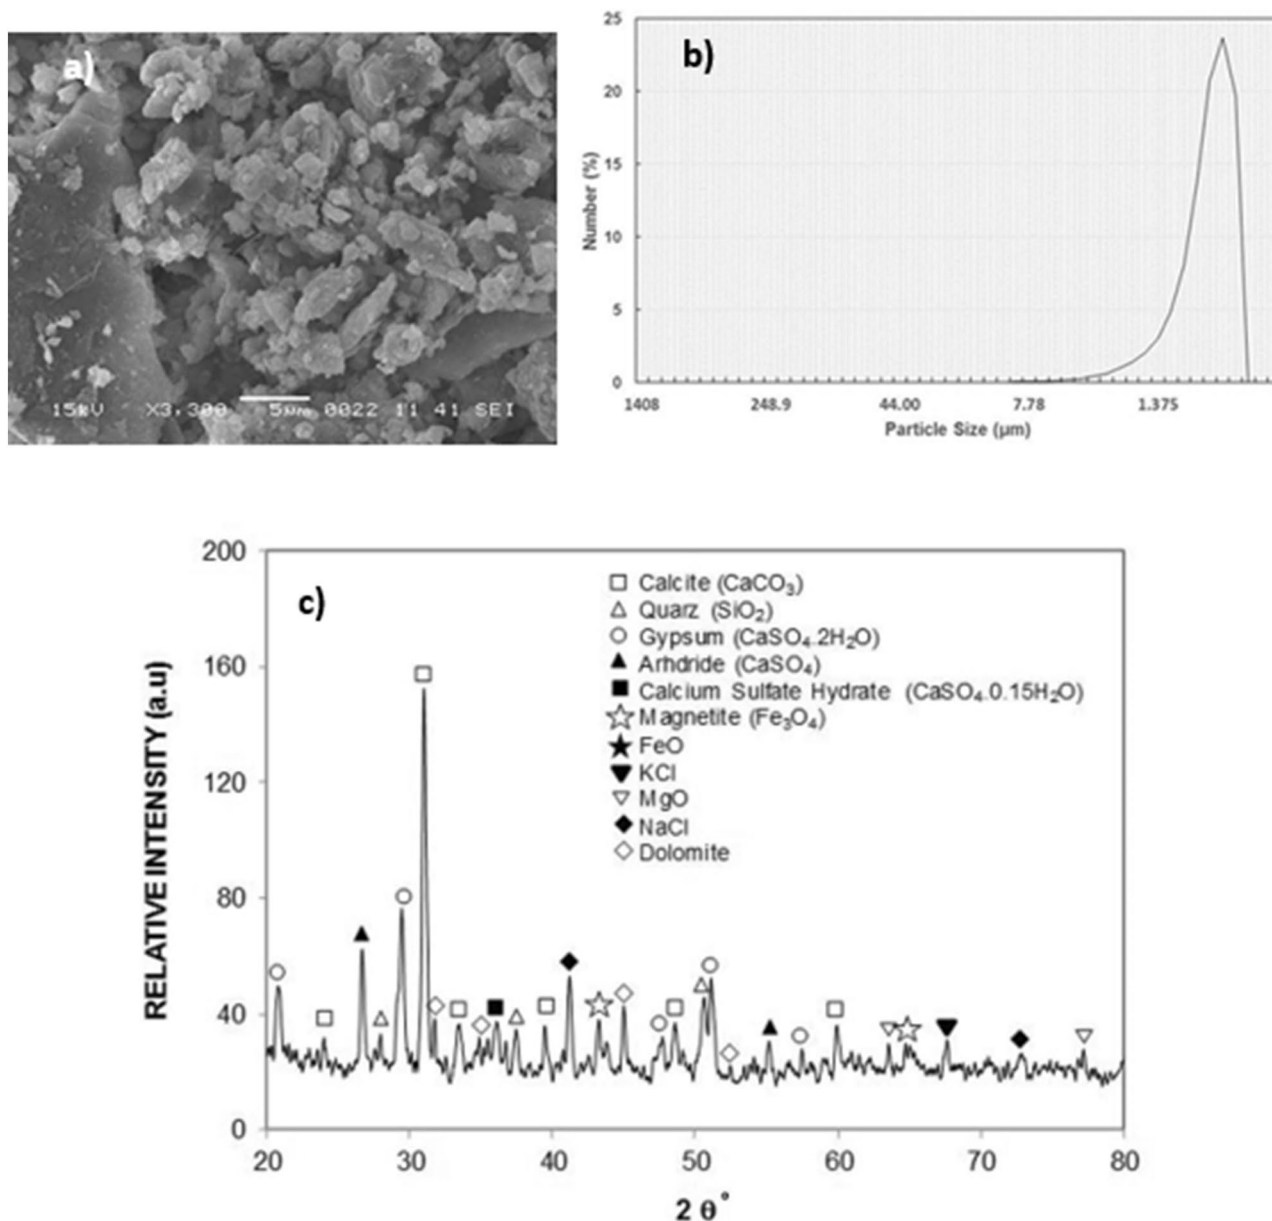 a)
15kV X3,300 5µm 0022 11 41 SEI
b)
25
20
15
10
5
0
Number (%)
1408 248.9 44.00 7.78 1.375
Particle Size (µm)
c)
200
160
120
80
40
0
RELATIVE INTENSITY (a.u)
Calcite (CaCO₃)
Quarz (SiO₂)
Gypsum (CaSO₄.2H₂O)
Arhdride (CaSO₄)
Calcium Sulfate Hydrate (CaSO₄.0.15H₂O)
Magnetite (Fe₃O₄)
FeO
KCl
MgO
NaCl
Dolomite
20 30 40 50 60 70 80
2 θ°